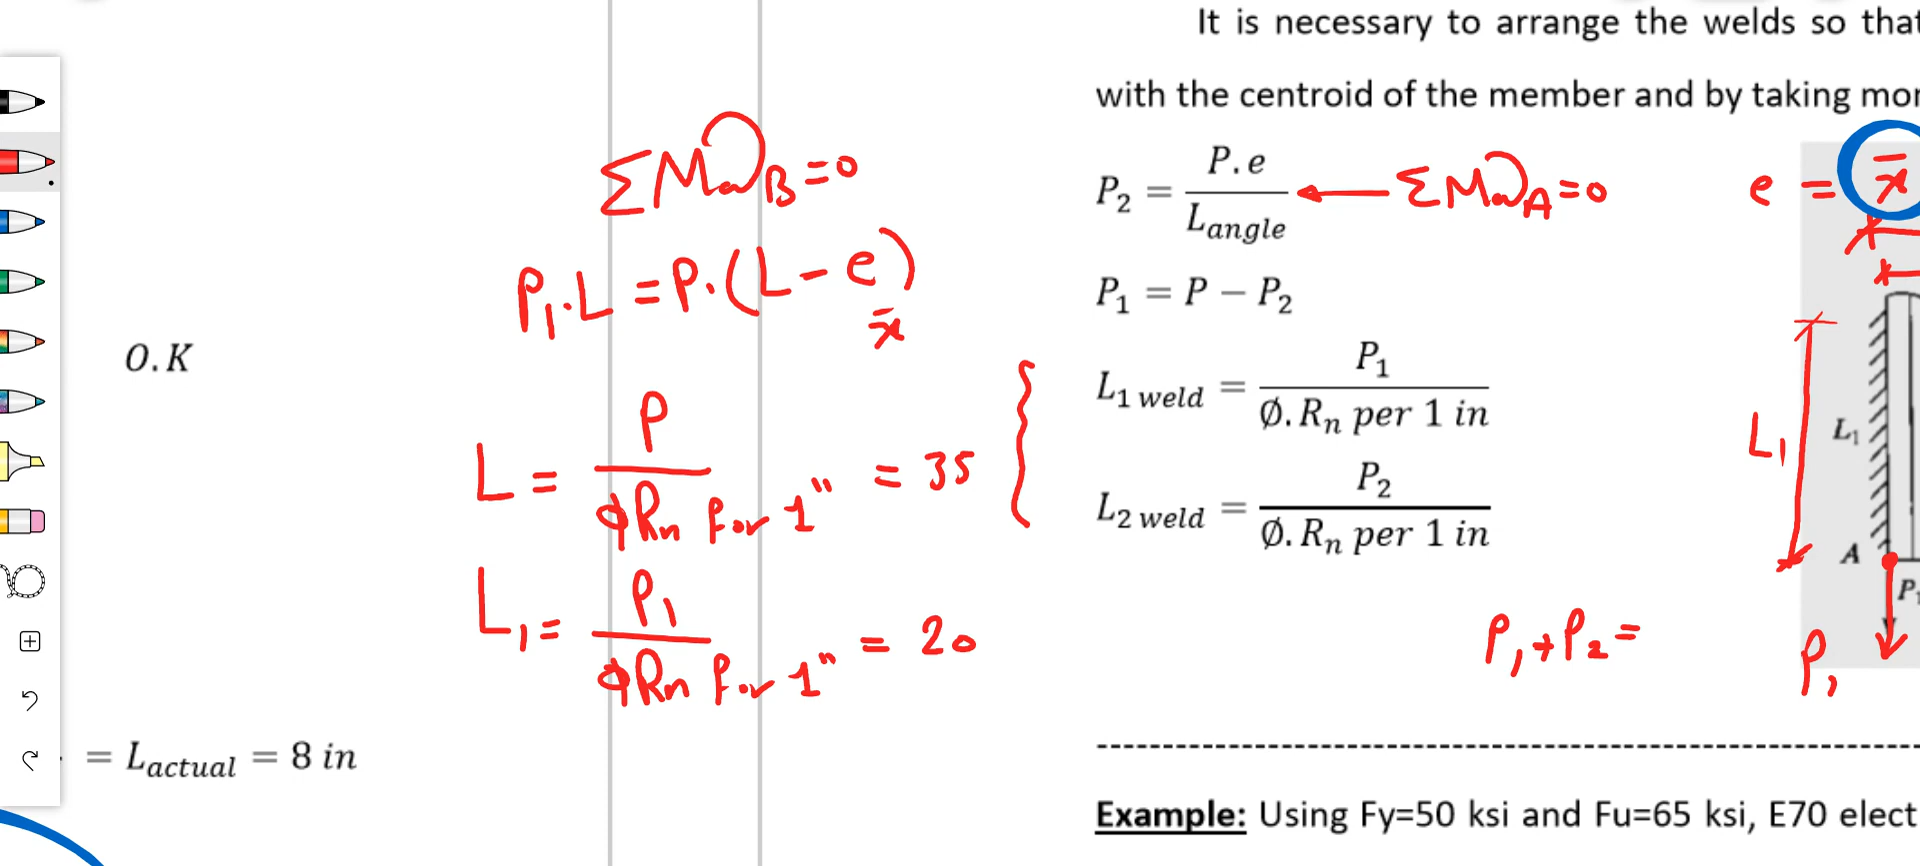 It is necessary to arrange the welds so that
with the centroid of the member and by taking mo
ΣM_B=0
P₂ = P.e / L_angle ← ΣM_A=0
e = x̄
P₁.L = P.(L-e)
x̄
P₁ = P − P₂
O.K
L = P / ϕRn for 1" = 35
L₁ weld = P₁ / Ø.Rₙ per 1 in
L₁
L₁
L₂ weld = P₂ / Ø.Rₙ per 1 in
A
P₁
L₁ = P₁ / ϕRn for 1" = 20
P₁+P₂=
P₁
= L_actual = 8 in
Example: Using Fy=50 ksi and Fu=65 ksi, E70 elect